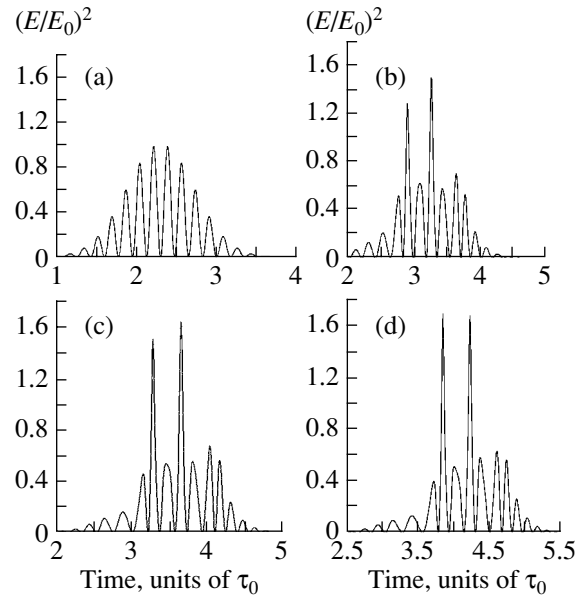 (E/E₀)² (E/E₀)²
1.6 (a) 1.6 (b)
1.2 1.2
0.8 0.8
0.4 0.4
0 0
1 2 3 4 2 3 4 5
1.6 (c) 1.6 (d)
1.2 1.2
0.8 0.8
0.4 0.4
0 0
2 3 4 5 2.5 3.5 4.5 5.5
Time, units of τ₀ Time, units of τ₀